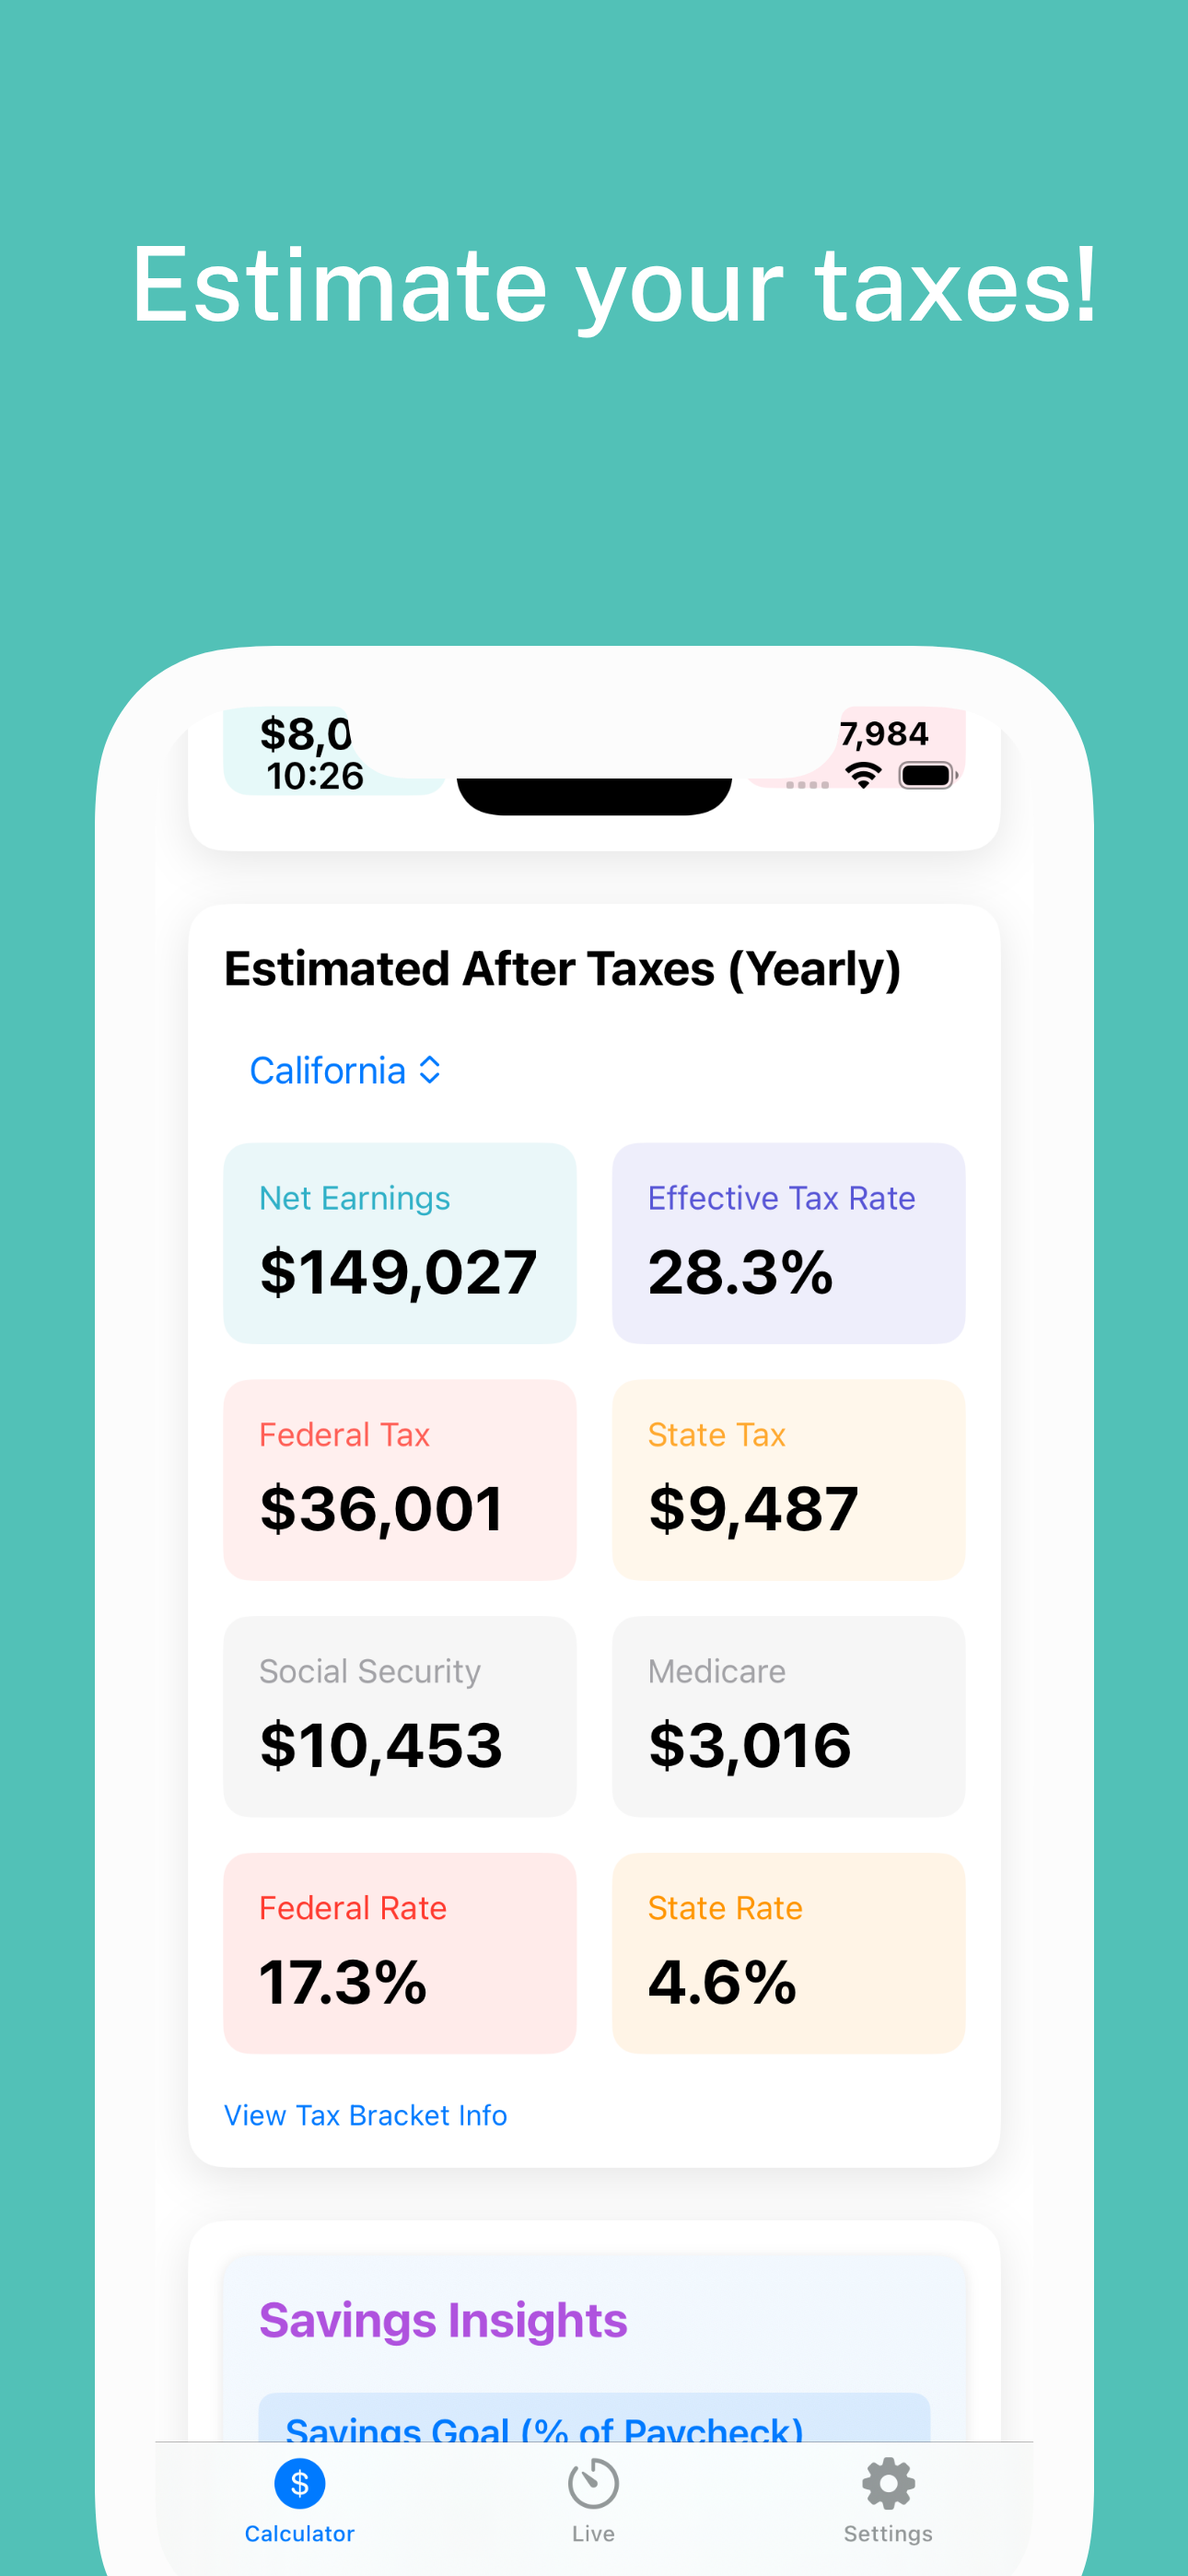 Estimate your taxes!
$8,0
7,984
10:26
Estimated After Taxes (Yearly)
California
Net Earnings
Effective Tax Rate
$149,027
28.3%
Federal Tax
State Tax
$36,001
$9,487
Social Security
Medicare
$10,453
$3,016
Federal Rate
State Rate
17.3%
4.6%
View Tax Bracket Info
Savings Insights
Savings Goal (% of Paycheck)
$
Calculator
Live
Settings